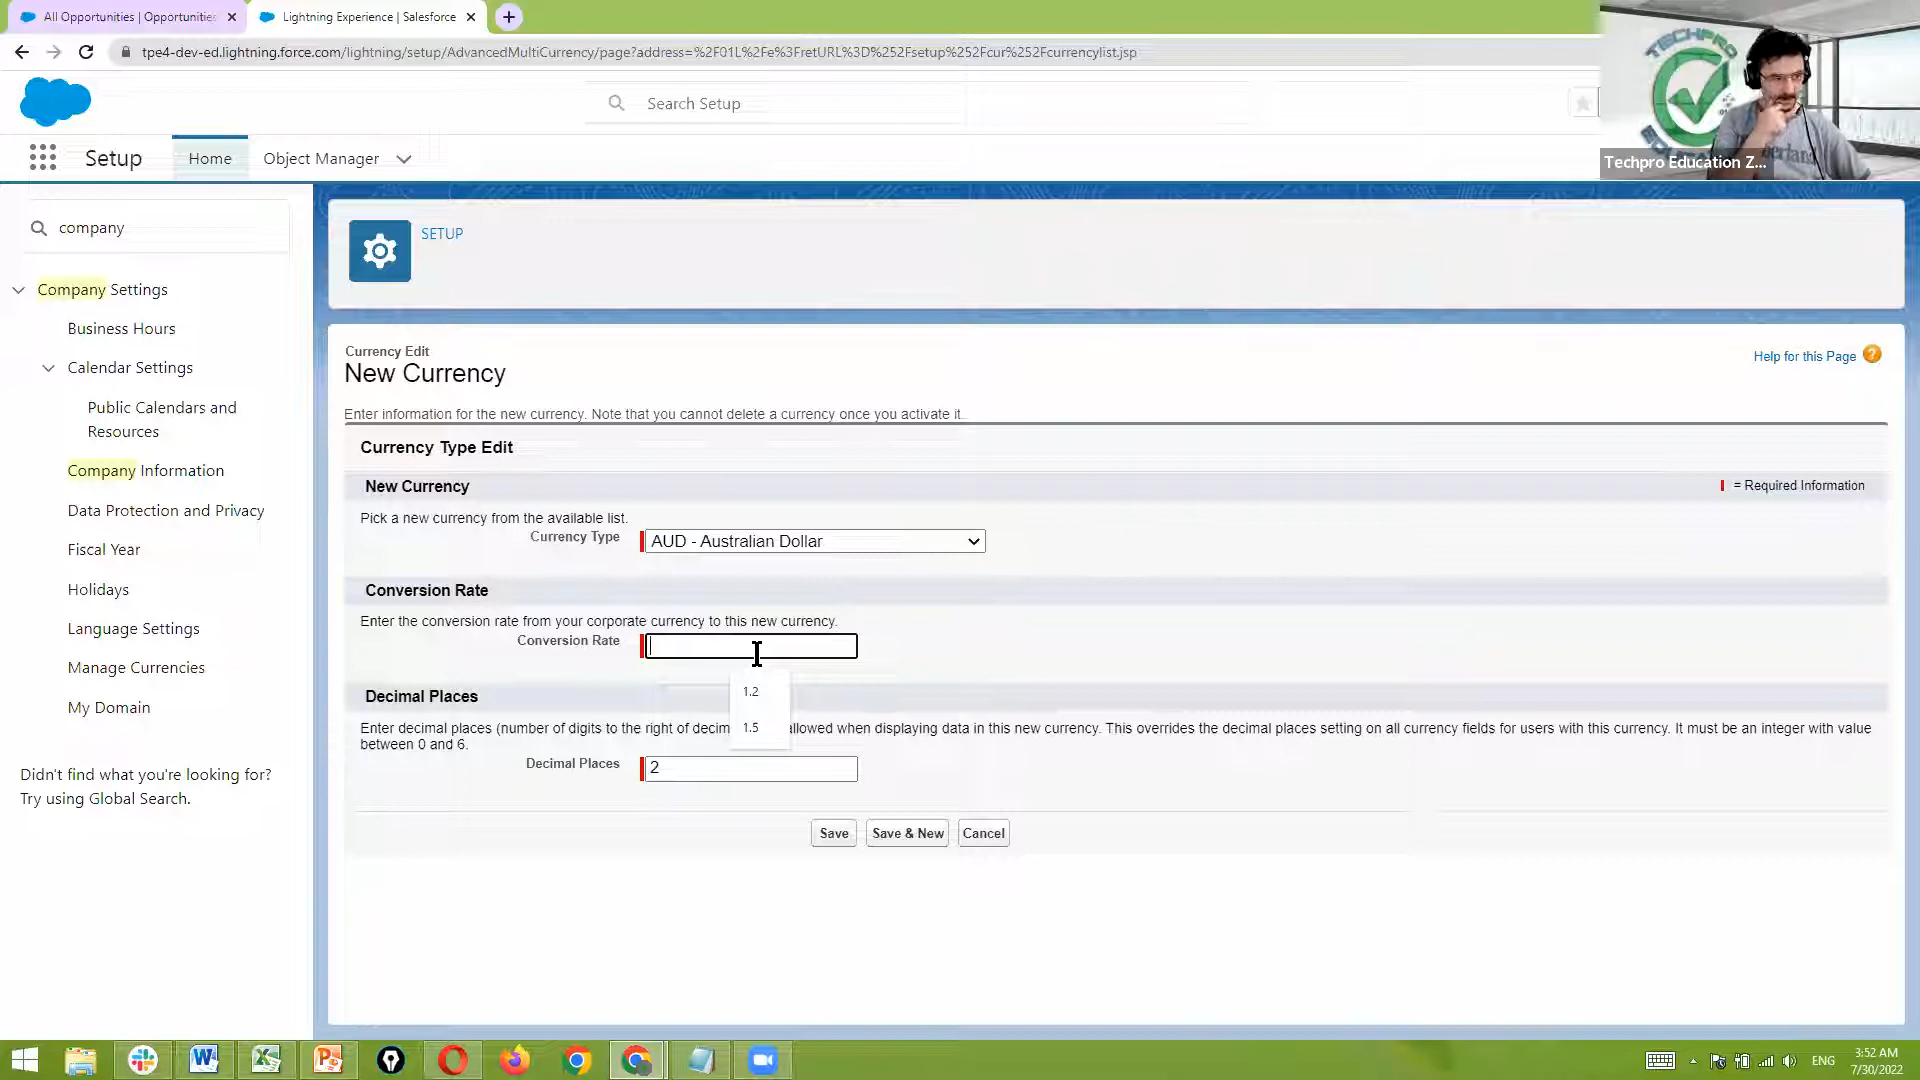 All Opportunities | Opportunities
Lightning Experience | Salesforce
tpe4-dev-ed.lightning.force.com/lightning/setup/AdvancedMultiCurrency/page?address=%2F01L%2Fe%3FretURL%3D%252Fsetup%252Fcur%252Fcurrencylist.jsp
TECHPRO
Techpro Education Z...
Search Setup
Setup
Home
Object Manager
company
Company Settings
Business Hours
Calendar Settings
Public Calendars and
Resources
Company Information
Data Protection and Privacy
Fiscal Year
Holidays
Language Settings
Manage Currencies
My Domain
Didn't find what you're looking for?
Try using Global Search.
SETUP
Currency Edit
New Currency
Help for this Page ?
Enter information for the new currency. Note that you cannot delete a currency once you activate it.
Currency Type Edit
New Currency
= Required Information
Pick a new currency from the available list.
Currency Type
AUD - Australian Dollar
Conversion Rate
Enter the conversion rate from your corporate currency to this new currency.
Conversion Rate
1.2
1.5
Decimal Places
Enter decimal places (number of digits to the right of decim allowed when displaying data in this new currency. This overrides the decimal places setting on all currency fields for users with this currency. It must be an integer with value
between 0 and 6.
Decimal Places
2
Save
Save & New
Cancel
ENG
3:52 AM
7/30/2022